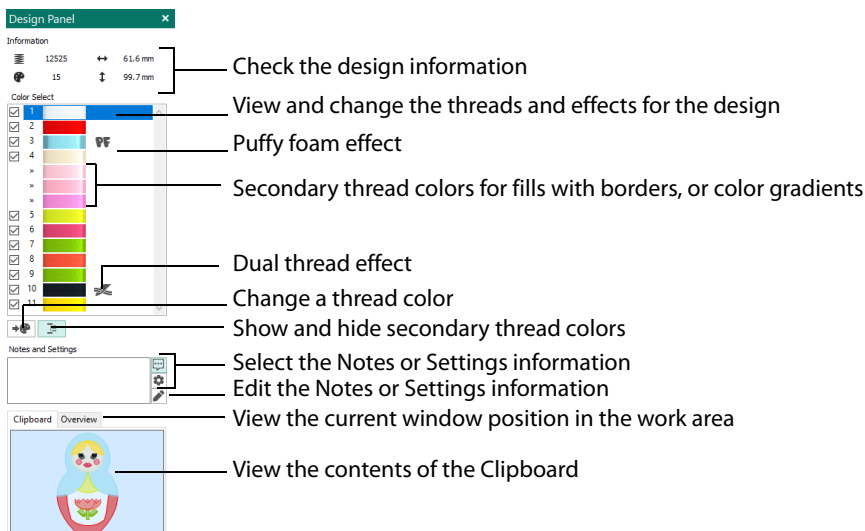 Design Panel ×
Information
12525 61.6 mm
15 99.7 mm
Check the design information
Color Select
1
View and change the threads and effects for the design
2
3 PF
Puffy foam effect
4
»
»
Secondary thread colors for fills with borders, or color gradients
»
5
6
7
8
9
Dual thread effect
10
11
Change a thread color
Show and hide secondary thread colors
Notes and Settings
Select the Notes or Settings information
Edit the Notes or Settings information
Clipboard Overview
View the current window position in the work area
View the contents of the Clipboard